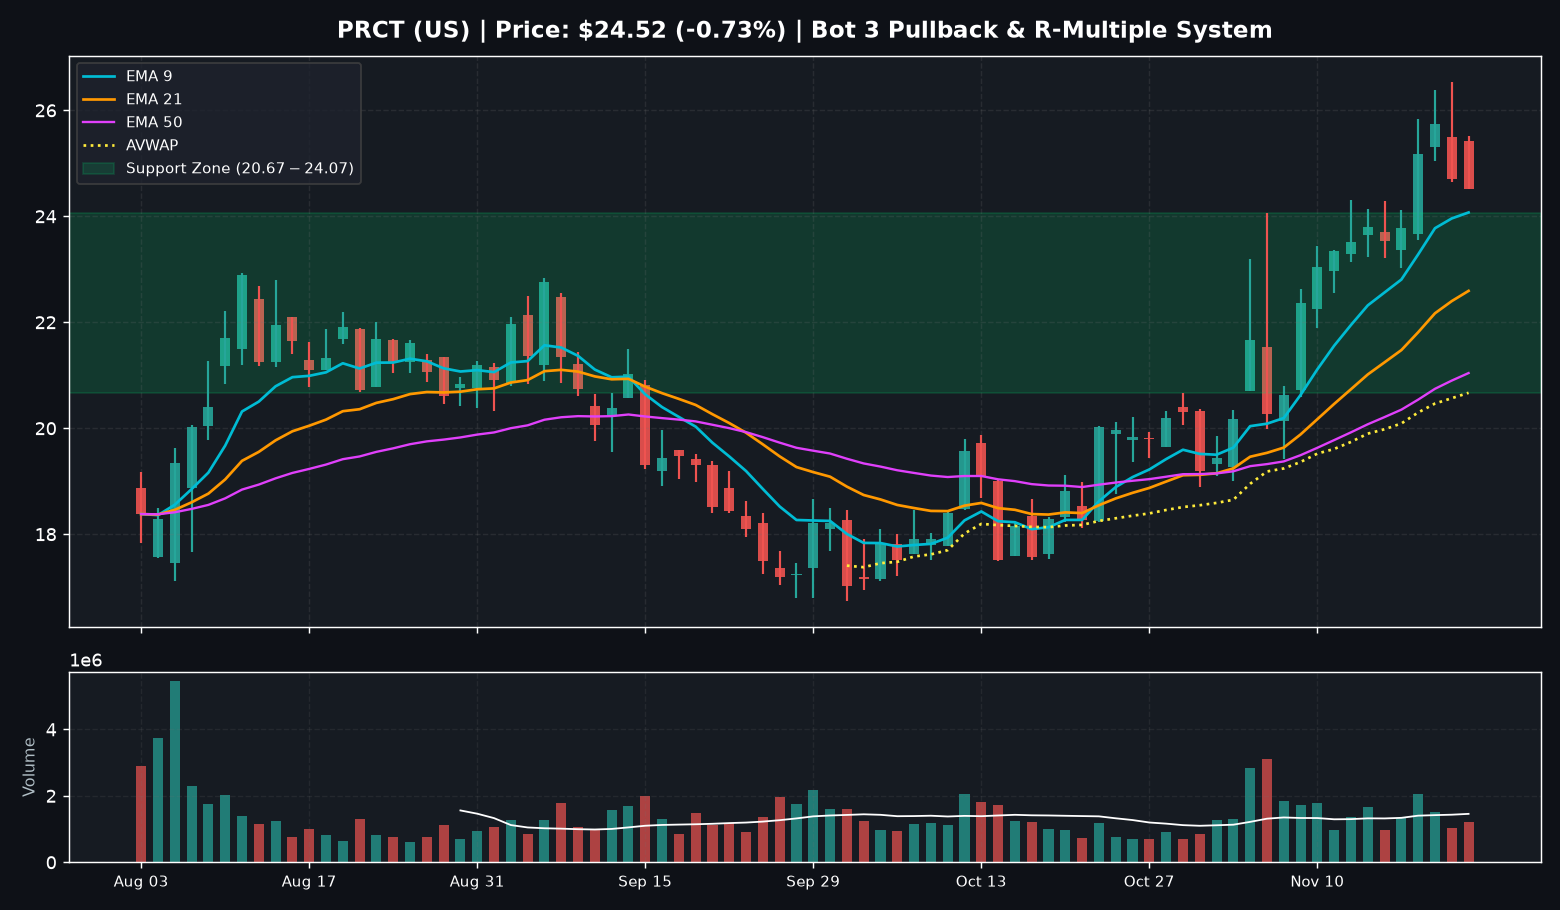 PRCT (US) | Price: $24.52 (-0.73%) | Bot 3 Pullback & R-Multiple System
EMA 9
EMA 21
EMA 50
AVWAP
Support Zone (20.67 − 24.07)
26
24
22
20
18
1e6
4
2
0
Volume
Aug 03
Aug 17
Aug 31
Sep 15
Sep 29
Oct 13
Oct 27
Nov 10